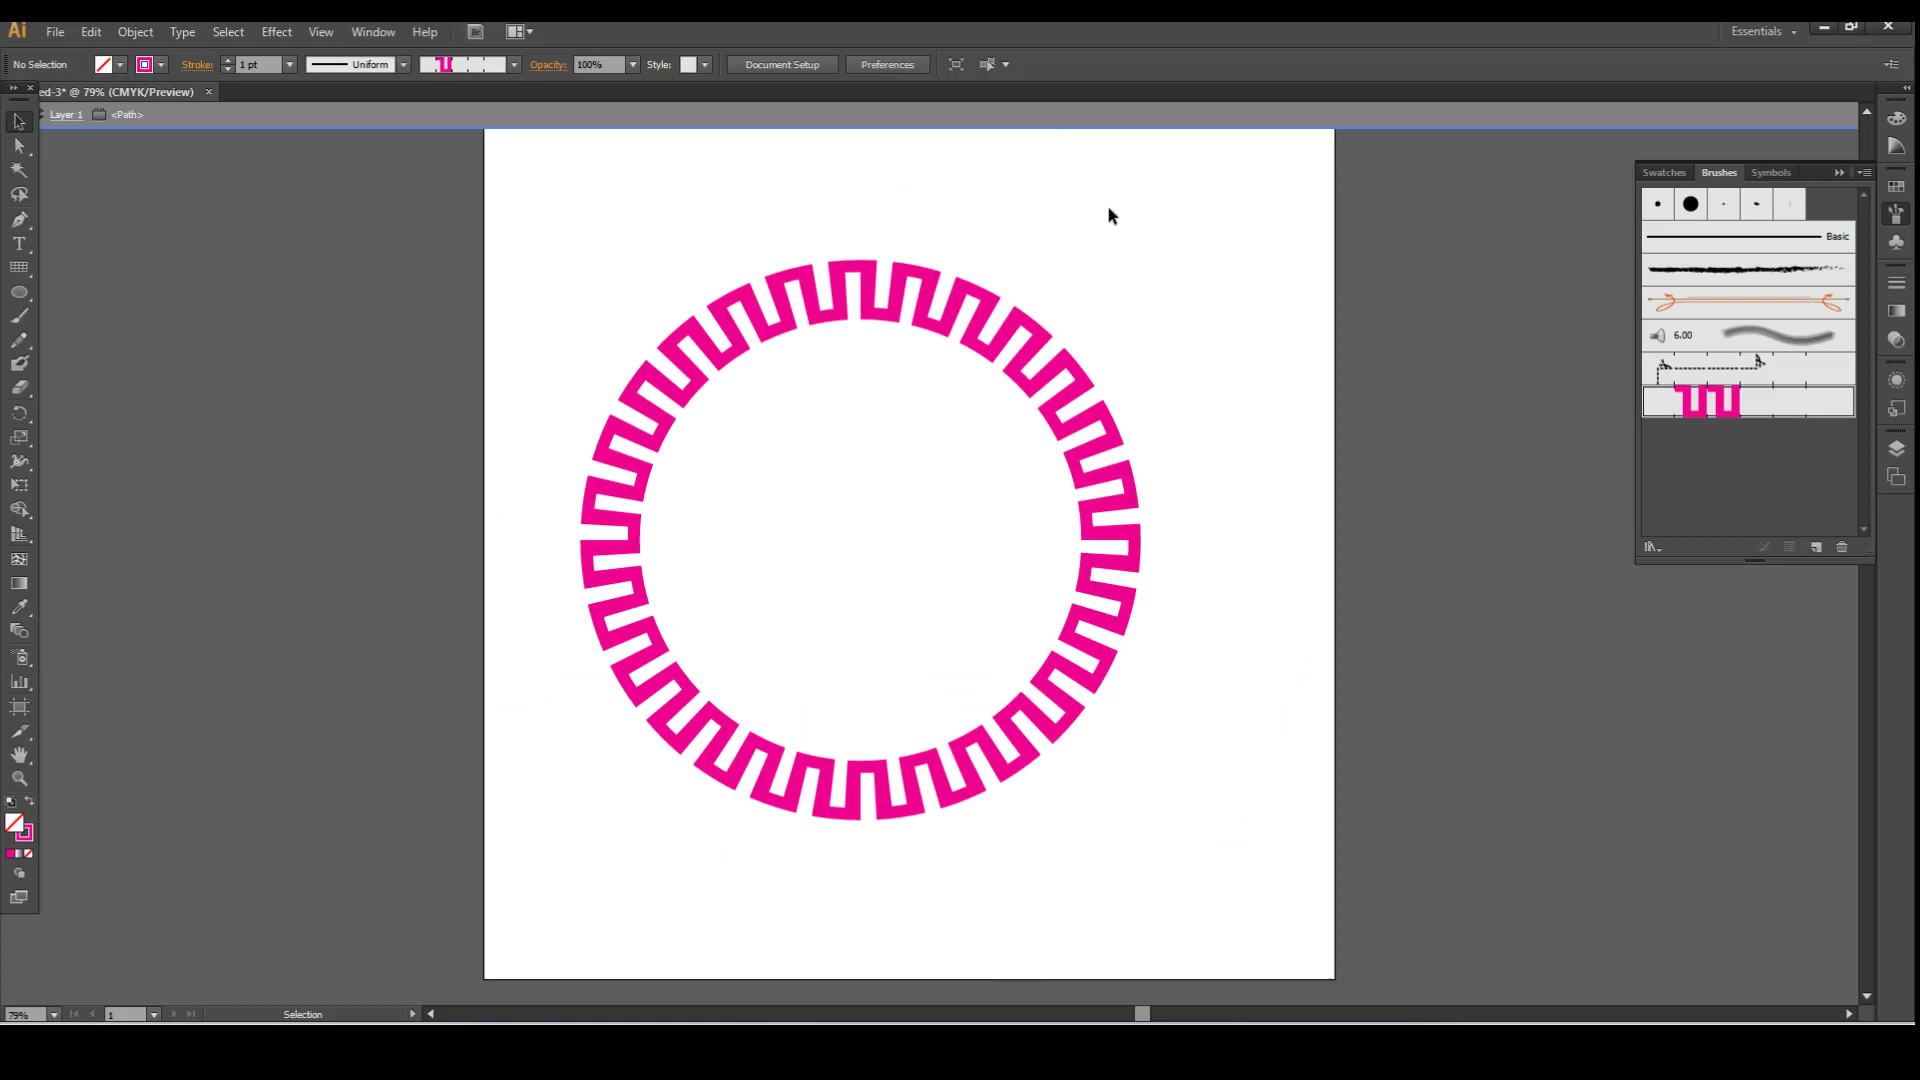 Ai File Edit Object Type Select Effect View Window Help Br Essentials
No Selection Stroke: 1 pt Uniform Opacity: 100% Style: Document Setup Preferences
ed-3* @ 79% (CMYK/Preview) ×
Layer 1 <Path>
Swatches Brushes Symbols
Basic
6.00
79% 1 Selection